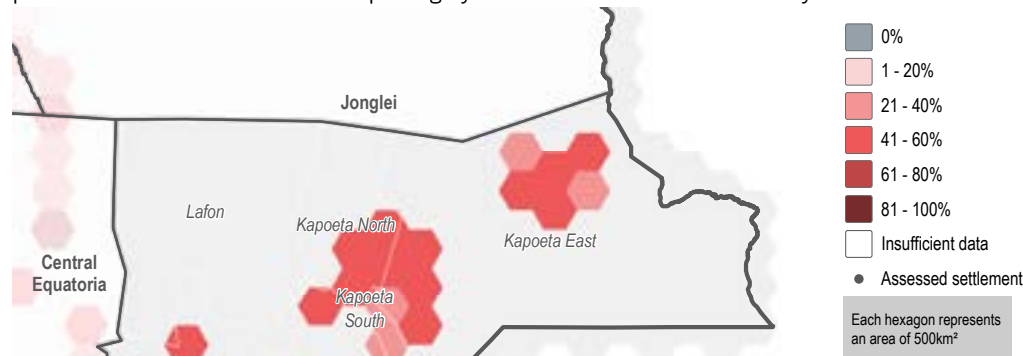 Jonglei
Lafon
Kapoeta North
Kapoeta East
Central
Equatoria
Kapoeta
South
0%
1 - 20%
21 - 40%
41 - 60%
61 - 80%
81 - 100%
Insufficient data
Assessed settlement
Each hexagon represents
an area of 500km²